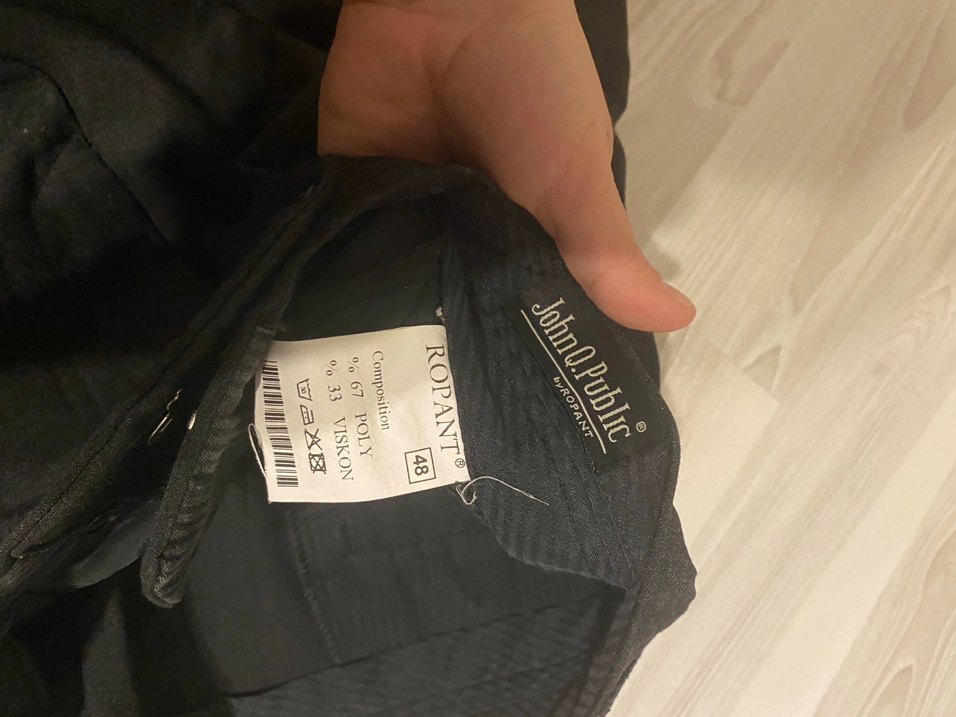 ROPANT®
48
Composition
% 67 POLY
% 33 VISKON
John Q. Public®
by ROPANT